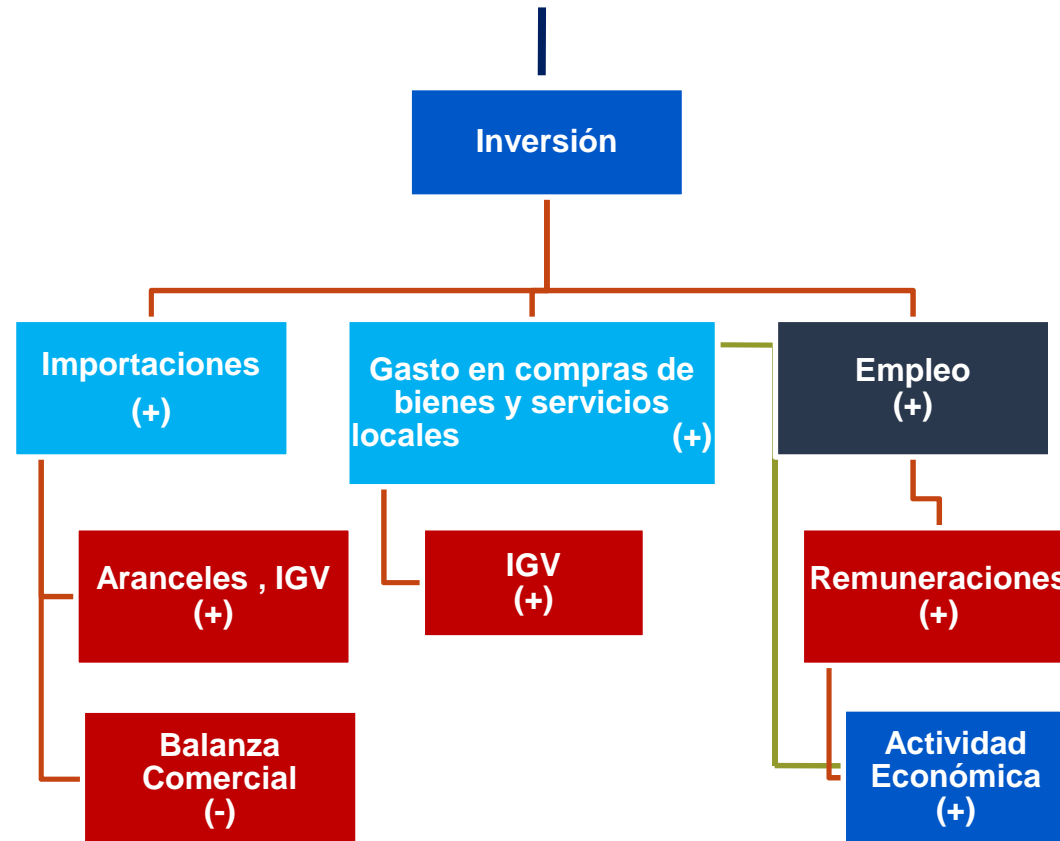 Inversión
Importaciones
(+)
Gasto en compras de
bienes y servicios
locales (+)
Empleo
(+)
Aranceles , IGV
(+)
IGV
(+)
Remuneraciones
(+)
Balanza
Comercial
(-)
Actividad
Económica
(+)